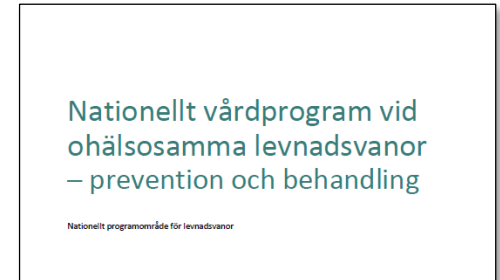 Nationellt vårdprogram vid
ohälsosamma levnadsvanor
– prevention och behandling
Nationellt programområde för levnadsvanor